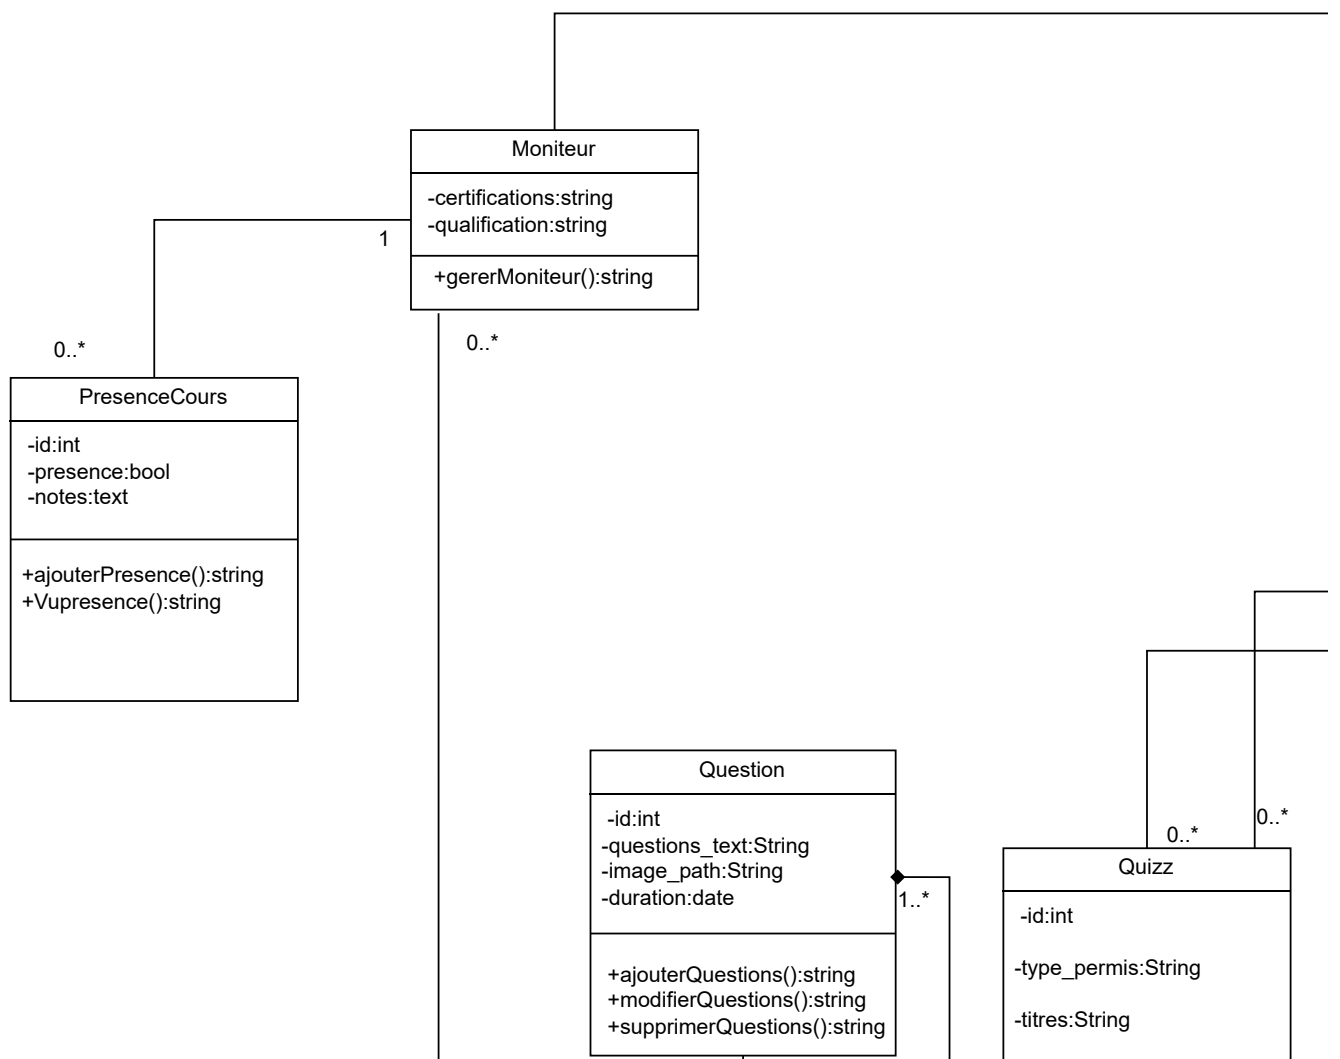 Moniteur
-certifications:string
-qualification:string
+gererMoniteur():string
1
0..*
0..*
PresenceCours
-id:int
-presence:bool
-notes:text
+ajouterPresence():string
+Vupresence():string
Question
-id:int
-questions_text:String
-image_path:String
-duration:date
1..*
+ajouterQuestions():string
+modifierQuestions():string
+supprimerQuestions():string
0..*
0..*
Quizz
-id:int
-type_permis:String
-titres:String